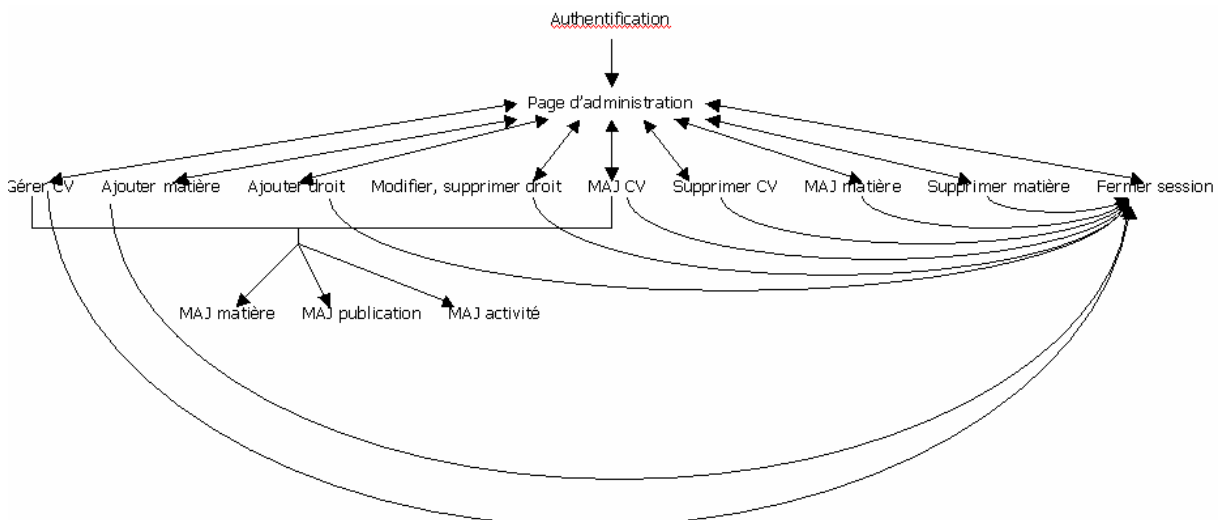 Authentification
Page d'administration
Gérer CV Ajouter matière Ajouter droit Modifier, supprimer droit MAJ CV Supprimer CV MAJ matière Supprimer matière Fermer session
MAJ matière MAJ publication MAJ activité